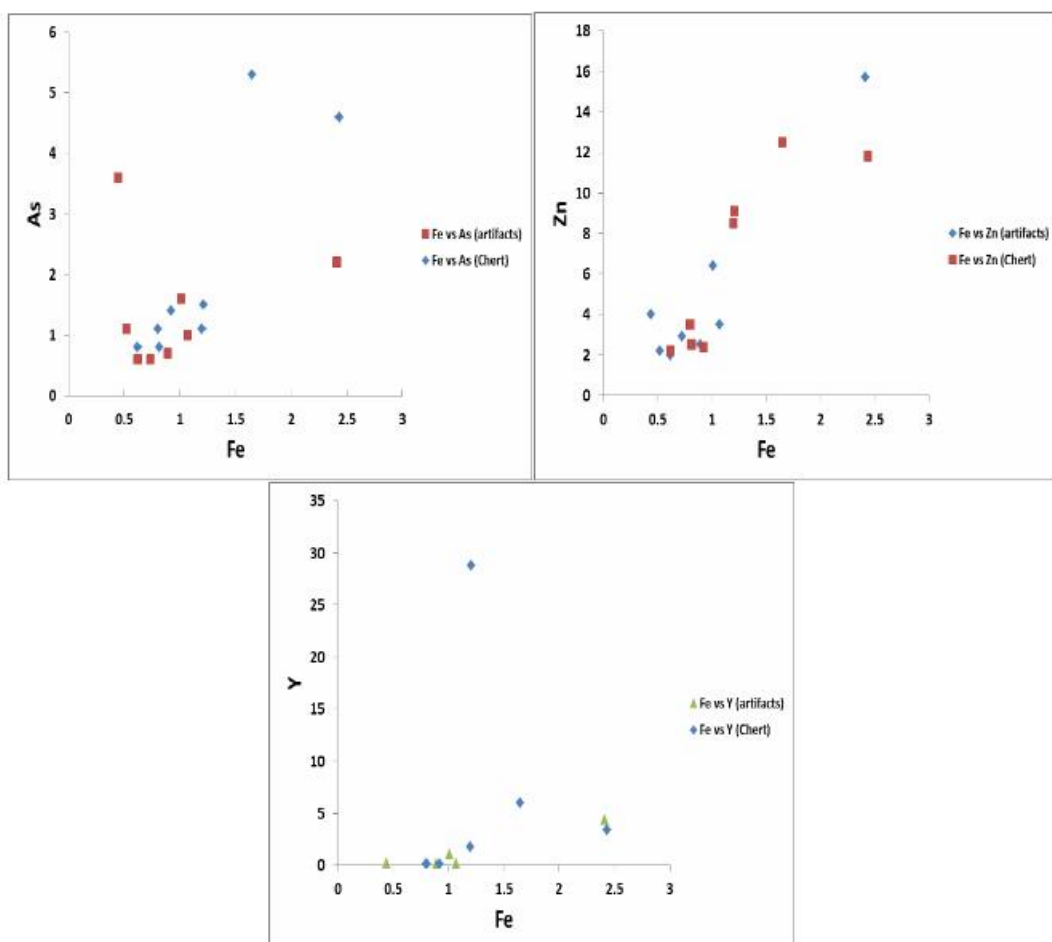 6
5
4
3
2
1
0
As
0 0.5 1 1.5 2 2.5 3
Fe
Fe vs As (artifacts)
Fe vs As (Chert)
18
16
14
12
10
8
6
4
2
0
Zn
0 0.5 1 1.5 2 2.5 3
Fe
Fe vs Zn (artifacts)
Fe vs Zn (Chert)
35
30
25
20
15
10
5
0
Y
0 0.5 1 1.5 2 2.5 3
Fe
Fe vs Y (artifacts)
Fe vs Y (Chert)